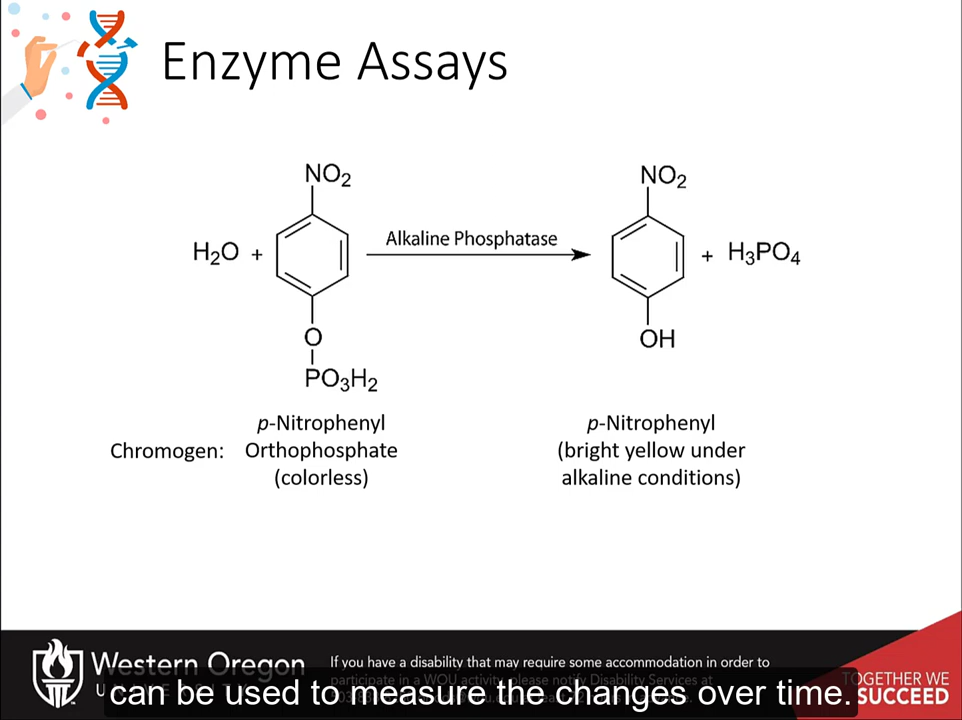 Enzyme Assays
NO₂
NO₂
H₂O +
Alkaline Phosphatase
+ H₃PO₄
O
OH
PO₃H₂
p-Nitrophenyl
Orthophosphate
(colorless)
Chromogen:
p-Nitrophenyl
(bright yellow under
alkaline conditions)
Western Oregon
If you have a disability that may require some accommodation in order to
participate in a WOU activity, please notify Disability Services at
can be used to measure the changes over time.
TOGETHER WE
SUCCEED